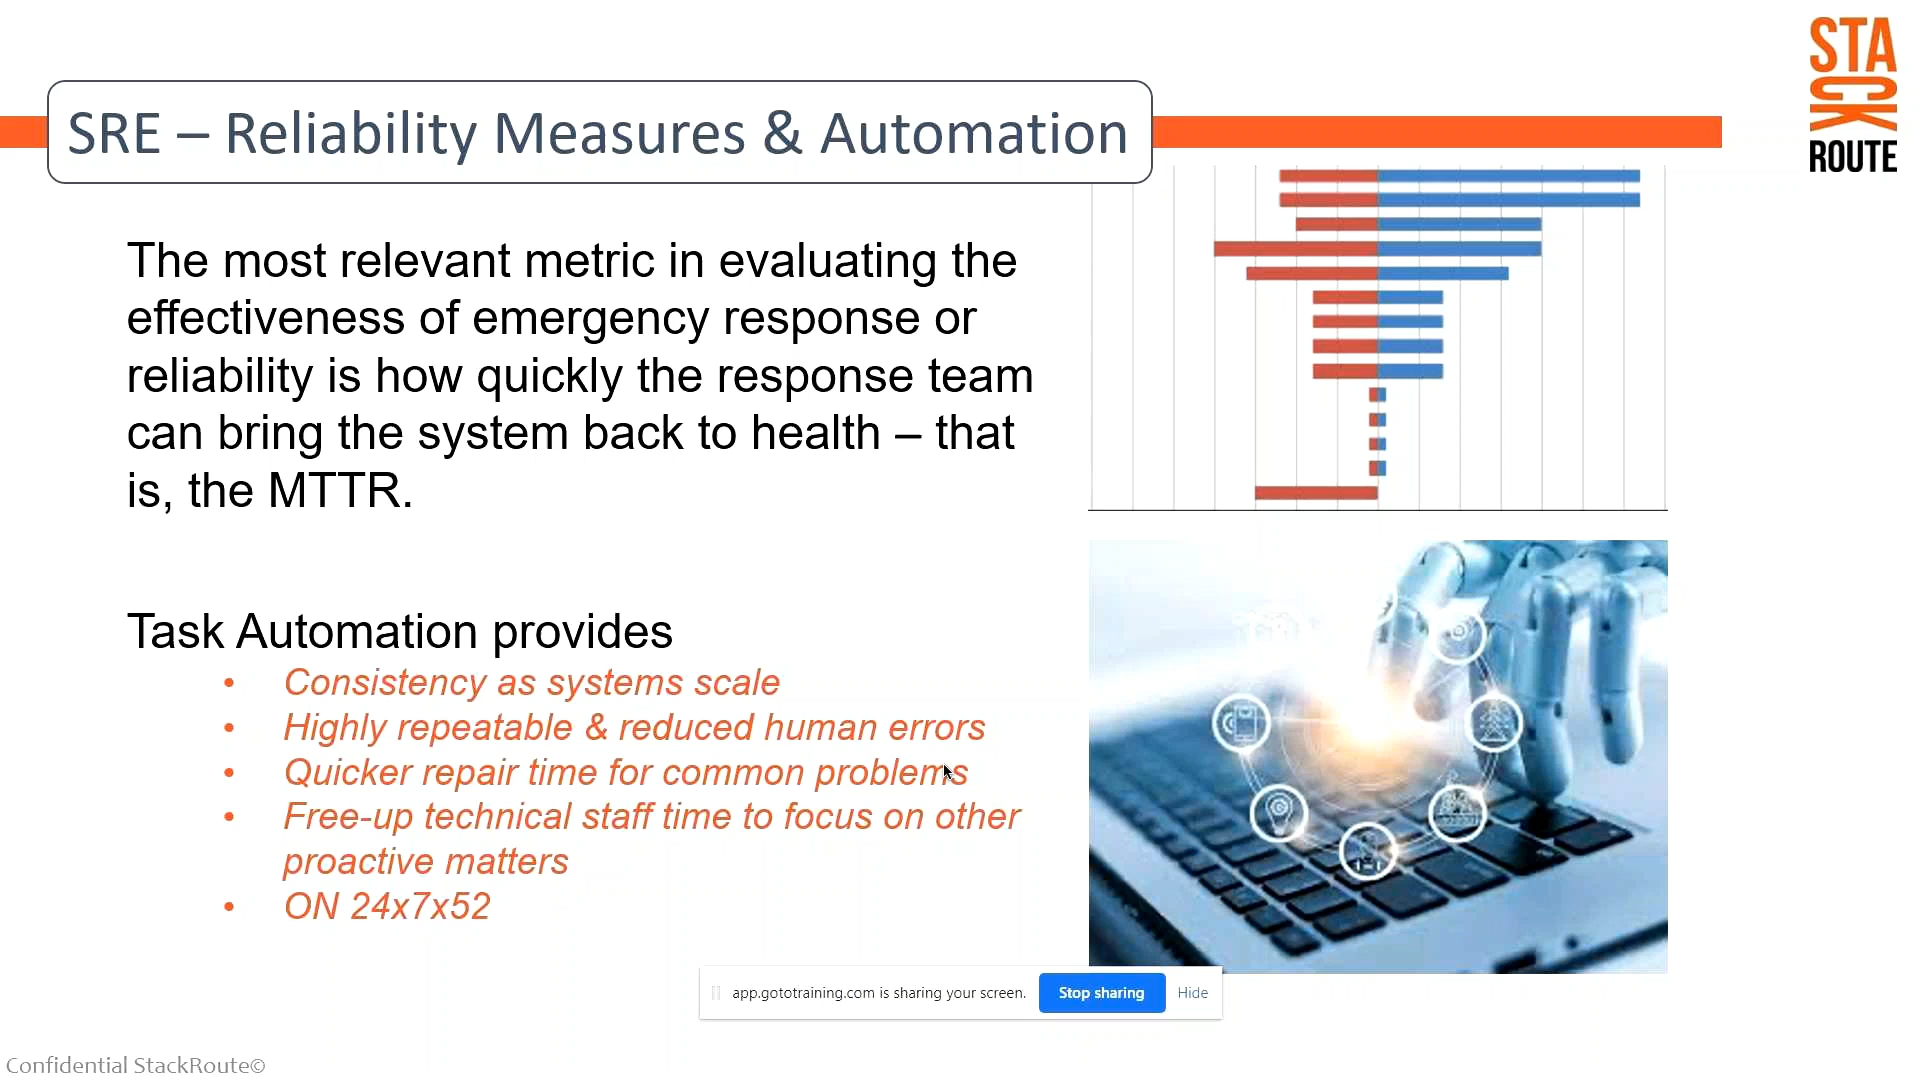 STA
CK
ROUTE
SRE – Reliability Measures & Automation
The most relevant metric in evaluating the
effectiveness of emergency response or
reliability is how quickly the response team
can bring the system back to health – that
is, the MTTR.
Task Automation provides
• Consistency as systems scale
• Highly repeatable & reduced human errors
• Quicker repair time for common problems
• Free-up technical staff time to focus on other
proactive matters
• ON 24x7x52
app.gototraining.com is sharing your screen. Stop sharing Hide
Confidential StackRoute©